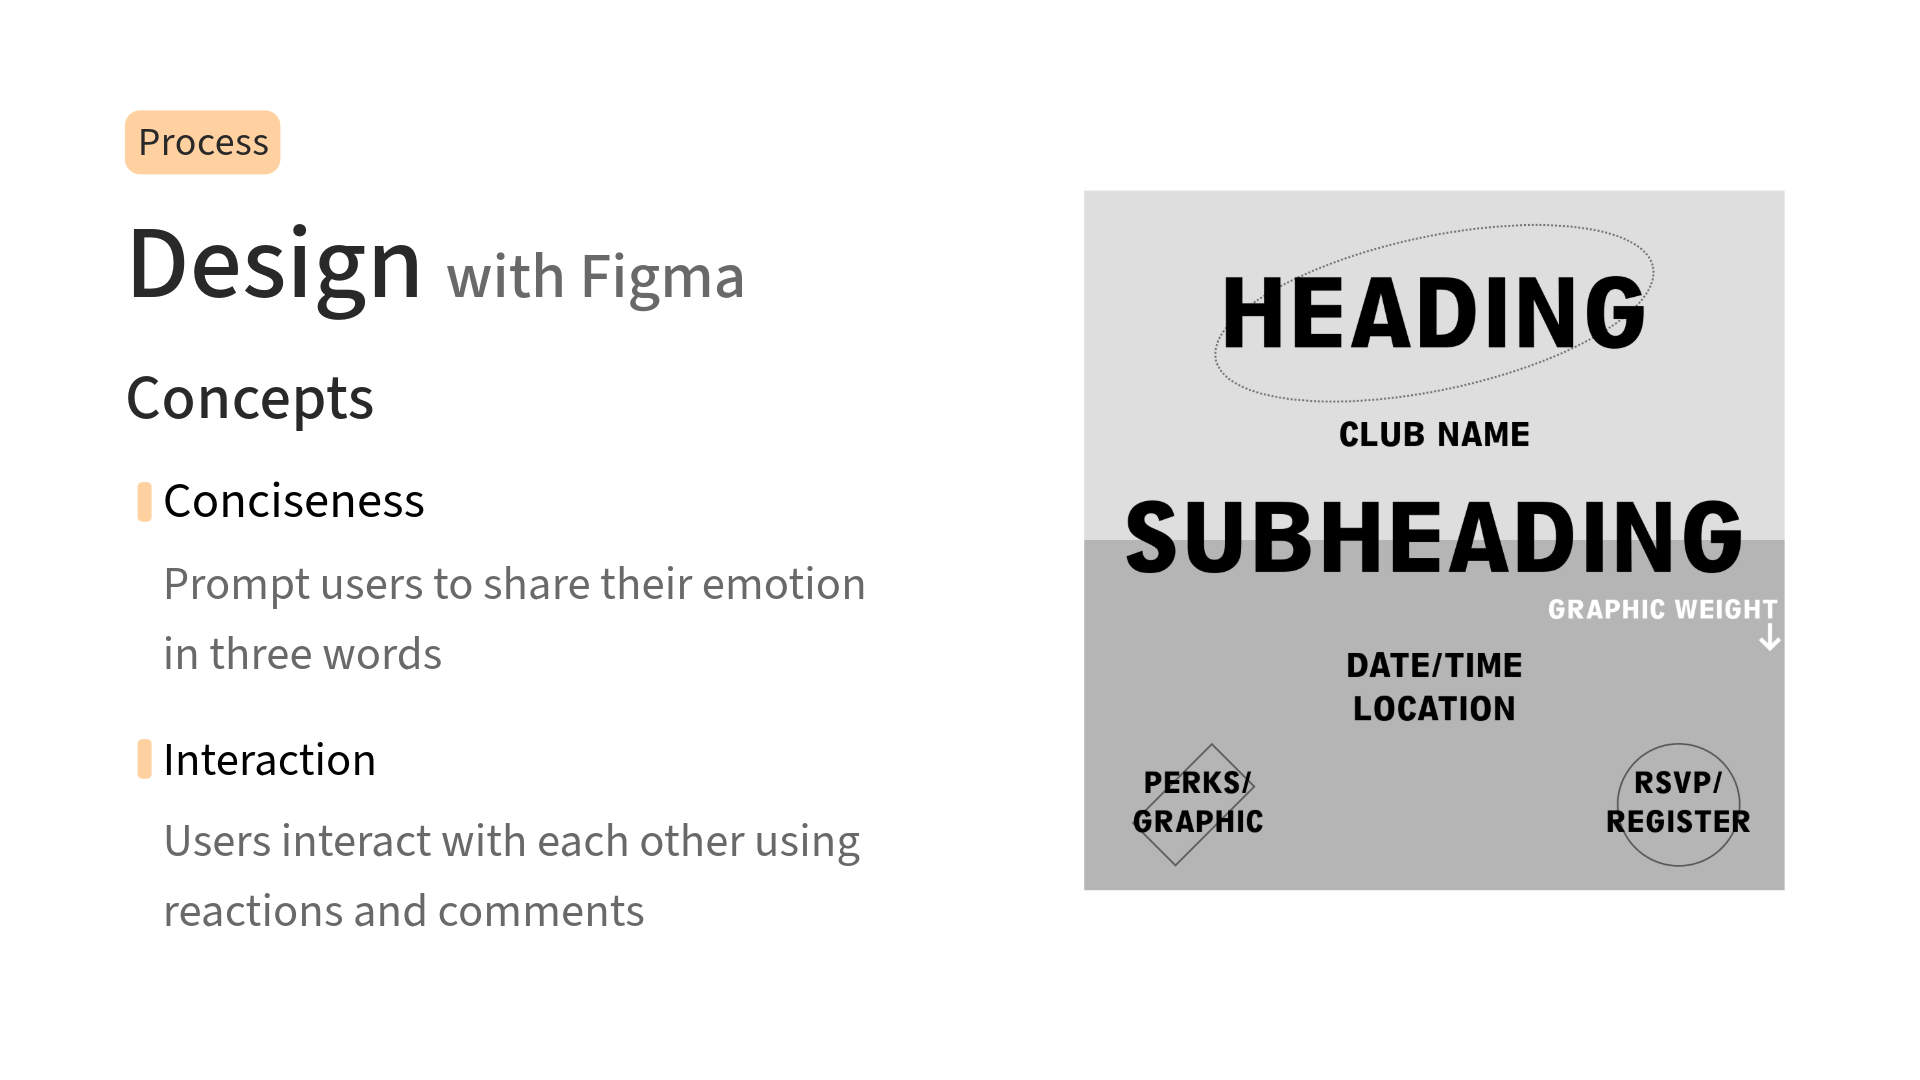 Process
Design with Figma
Concepts
Conciseness
Prompt users to share their emotion
in three words
Interaction
Users interact with each other using
reactions and comments
HEADING
CLUB NAME
SUBHEADING
GRAPHIC WEIGHT
↓
DATE/TIME
LOCATION
PERKS/
GRAPHIC
RSVP/
REGISTER